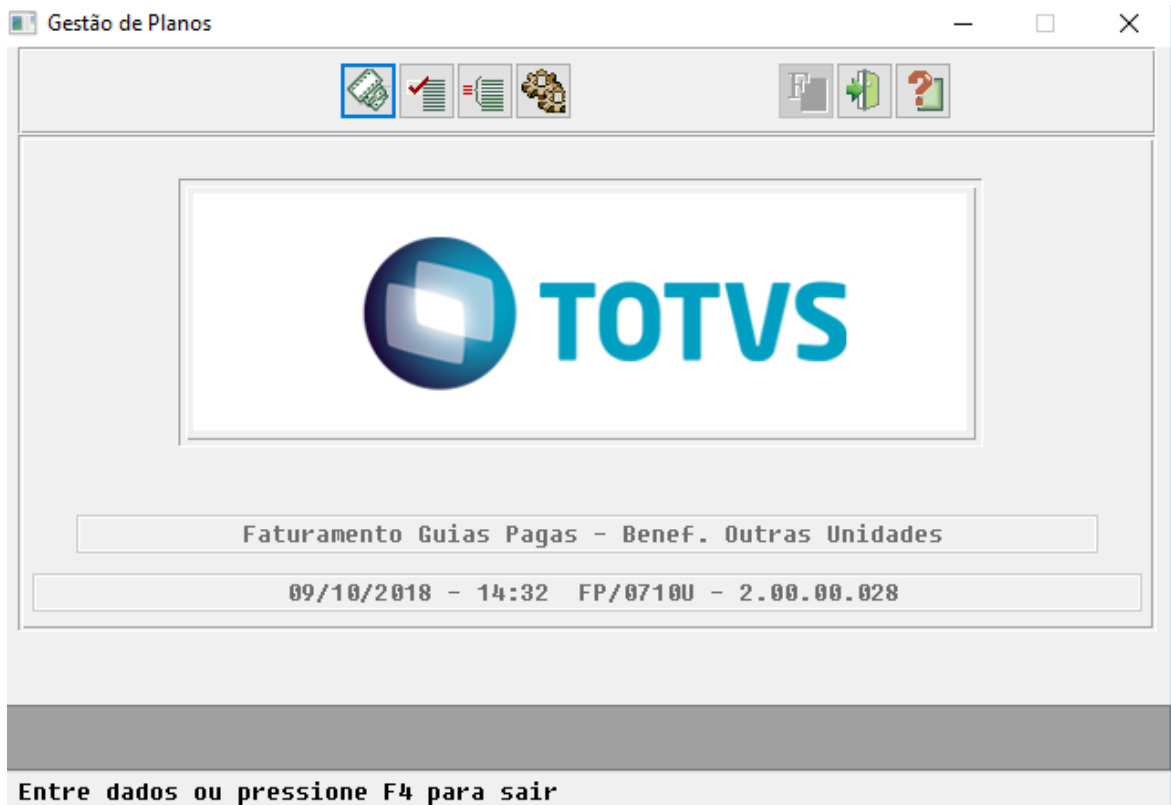 Gestão de Planos
F
TOTVS
Faturamento Guias Pagas - Benef. Outras Unidades
09/10/2018 - 14:32 FP/0710U - 2.00.00.028
Entre dados ou pressione F4 para sair